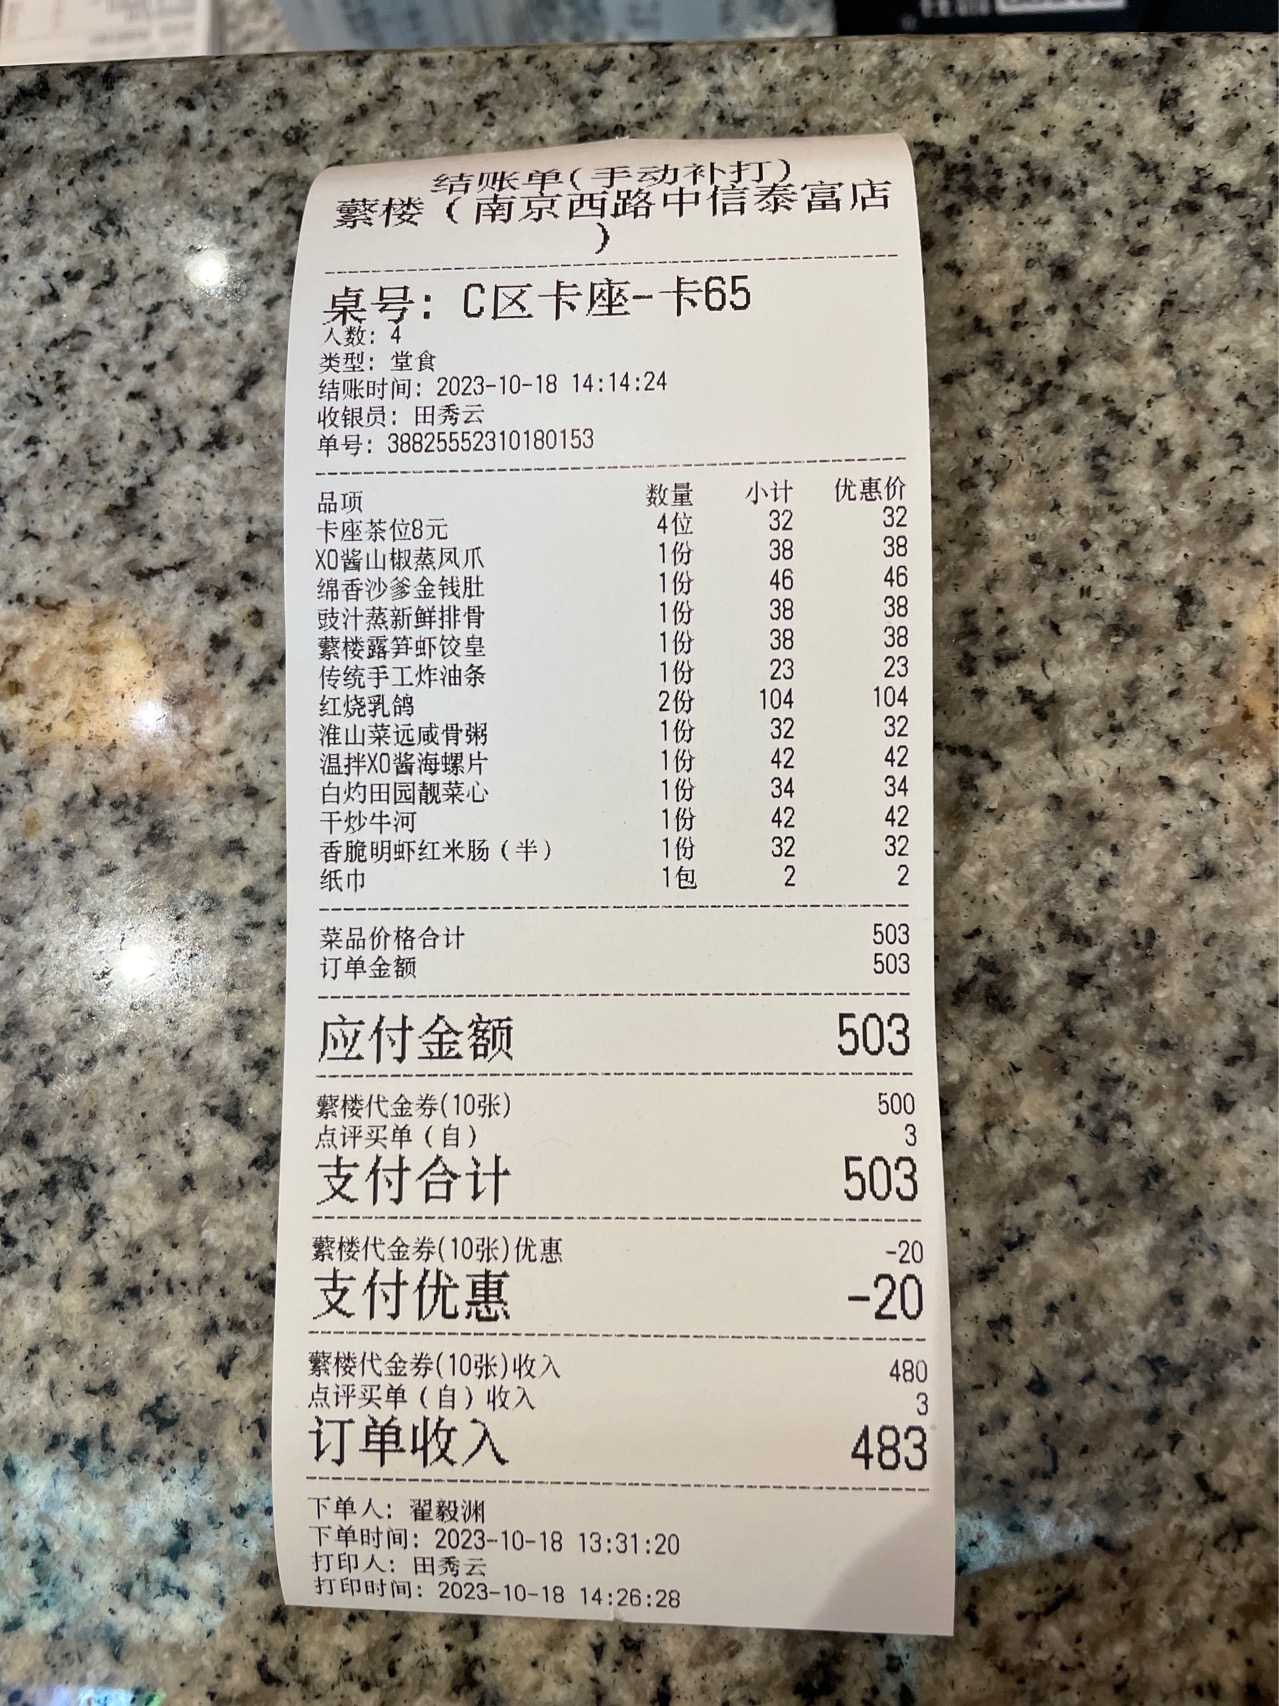 结账单(手动补打)
蘩楼（南京西路中信泰富店
）
桌号: C区卡座-卡65
人数: 4
类型: 堂食
结账时间: 2023-10-18 14:14:24
收银员: 田秀云
单号: 38825552310180153
品项 数量 小计 优惠价
卡座茶位8元 4位 32 32
XO酱山椒蒸凤爪 1份 38 38
绵香沙爹金钱肚 1份 46 46
豉汁蒸新鲜排骨 1份 38 38
蘩楼露笋虾饺皇 1份 38 38
传统手工炸油条 1份 23 23
红烧乳鸽 2份 104 104
淮山菜远咸骨粥 1份 32 32
温拌XO酱海螺片 1份 42 42
白灼田园靓菜心 1份 34 34
干炒牛河 1份 42 42
香脆明虾红米肠（半） 1份 32 32
纸巾 1包 2 2
菜品价格合计 503
订单金额 503
应付金额 503
蘩楼代金券(10张) 500
点评买单（自） 3
支付合计 503
蘩楼代金券(10张)优惠 -20
支付优惠 -20
蘩楼代金券(10张)收入 480
点评买单（自）收入 3
订单收入 483
下单人: 翟毅渊
下单时间: 2023-10-18 13:31:20
打印人: 田秀云
打印时间: 2023-10-18 14:26:28